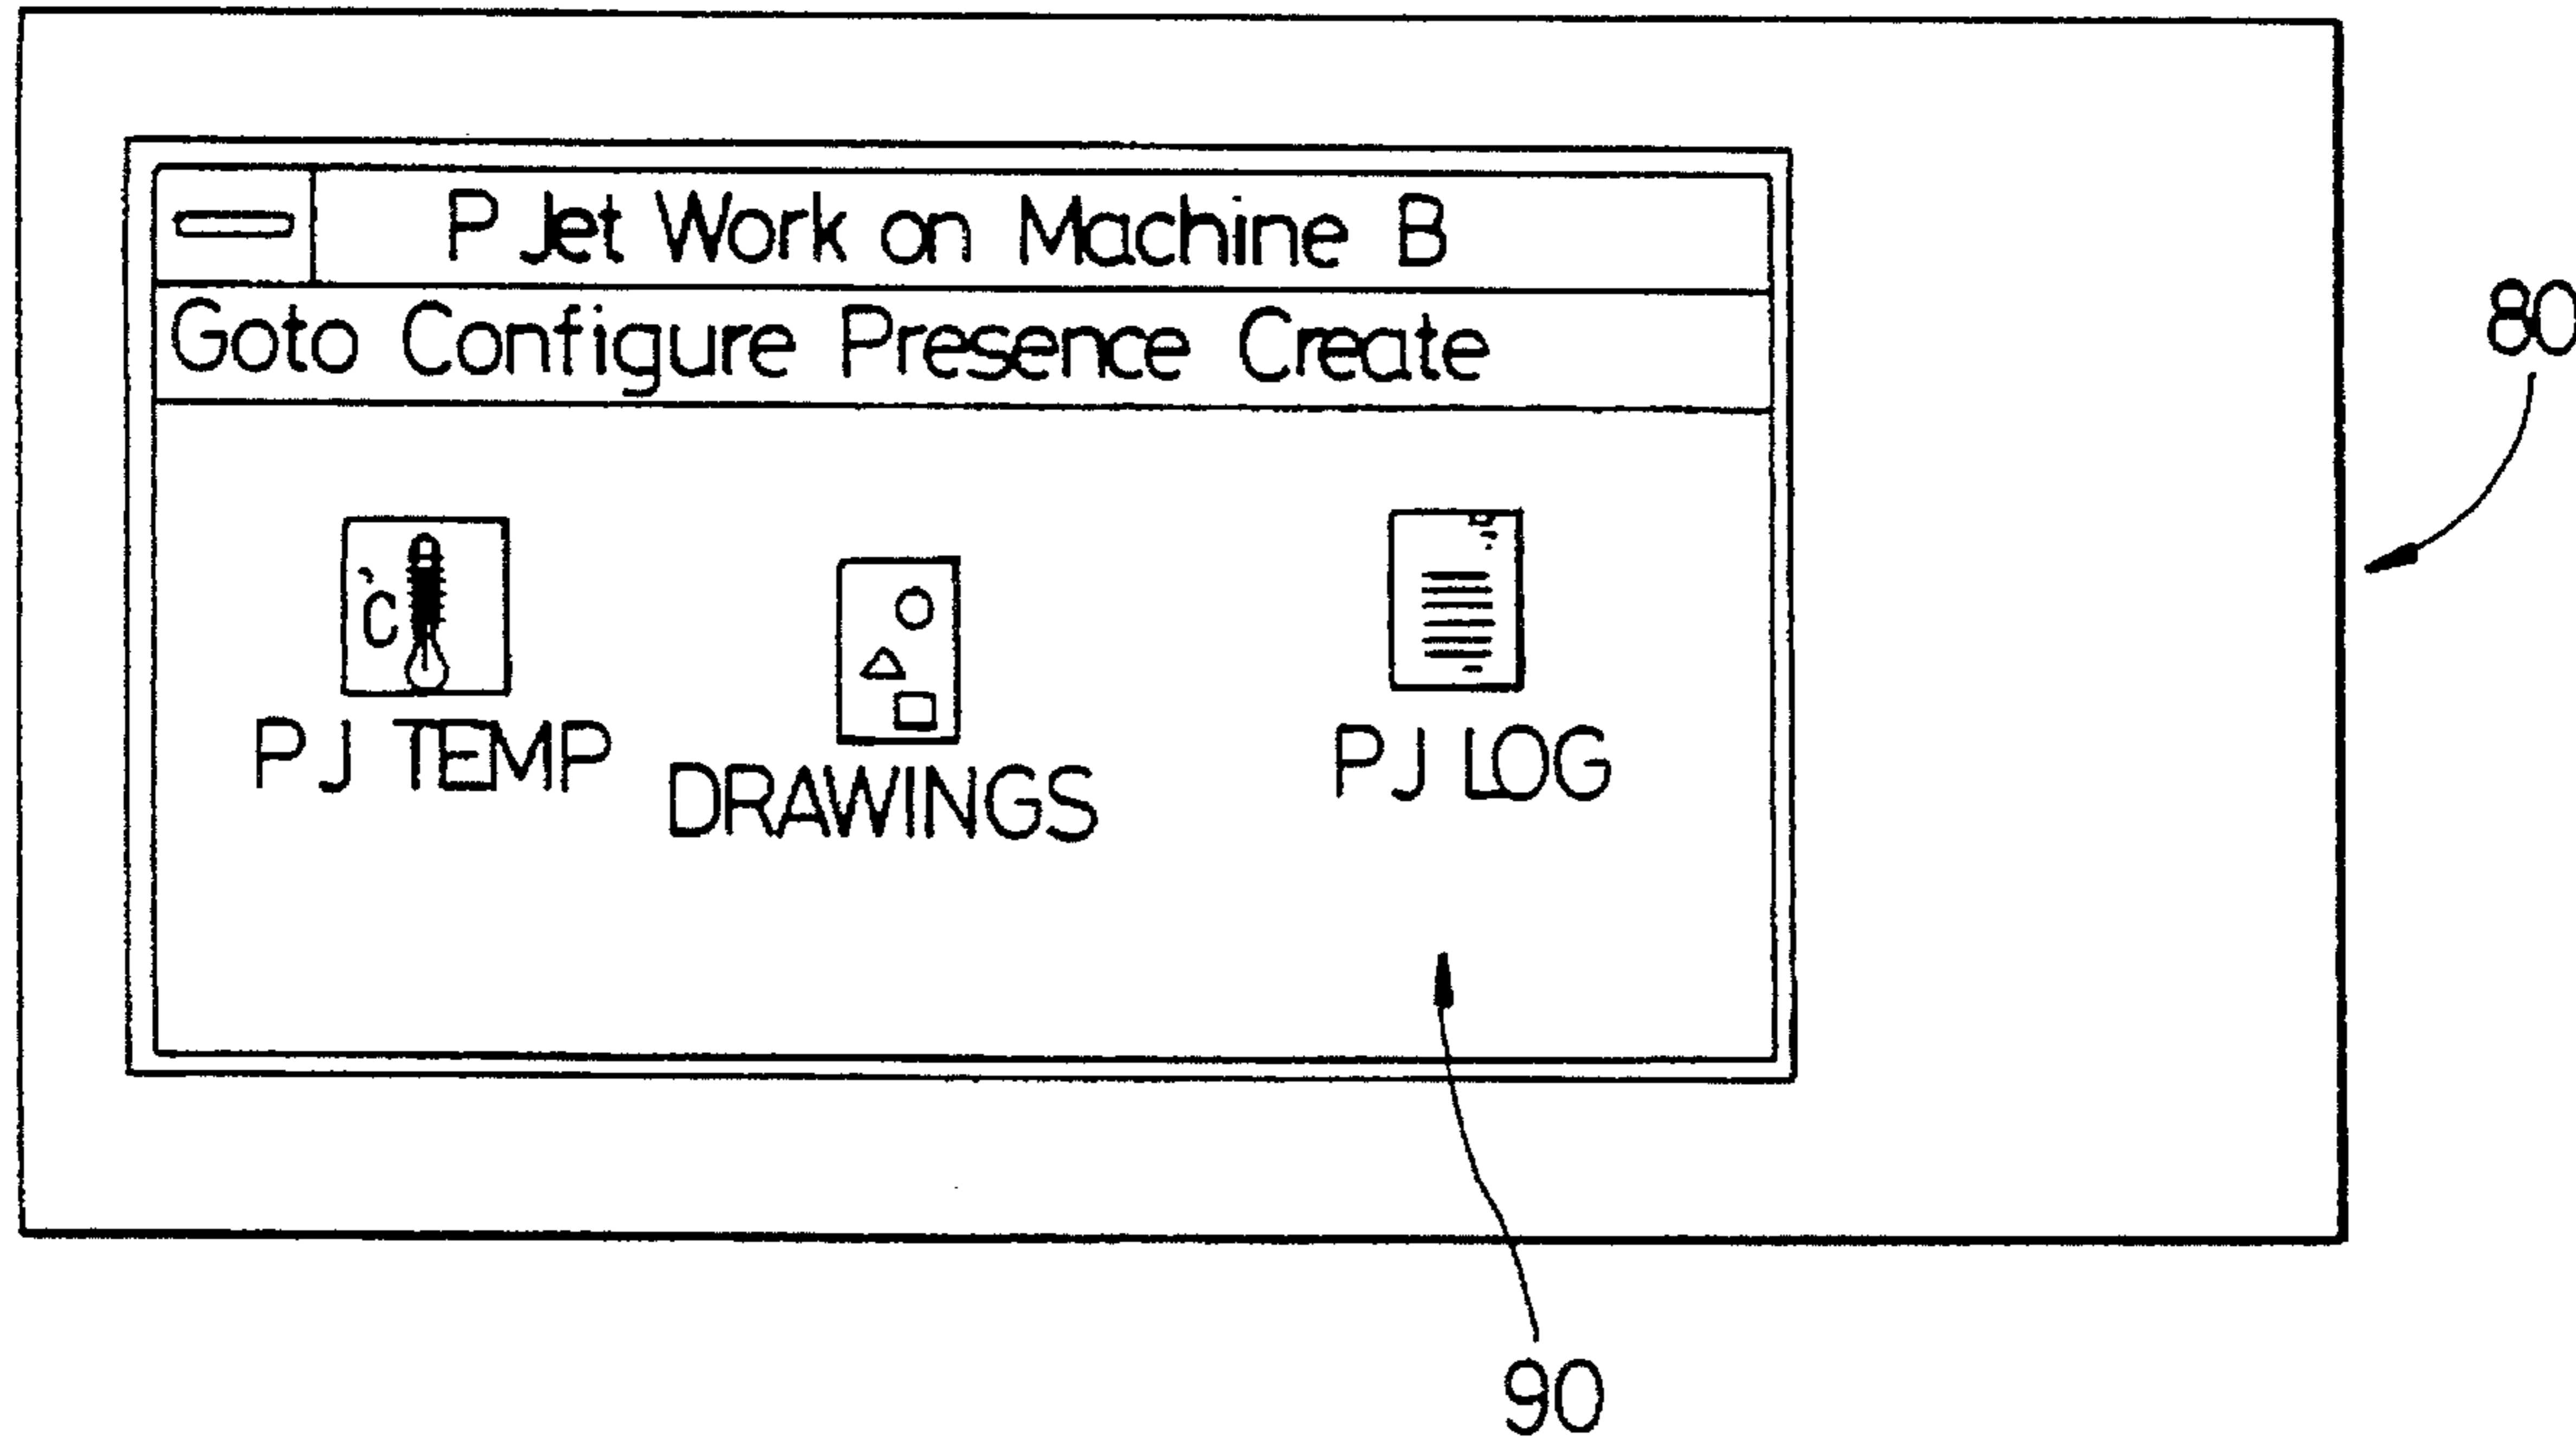 P Jet Work on Machine B
Goto Configure Presence Create
80
°C
PJ TEMP
DRAWINGS
PJ LOG
90